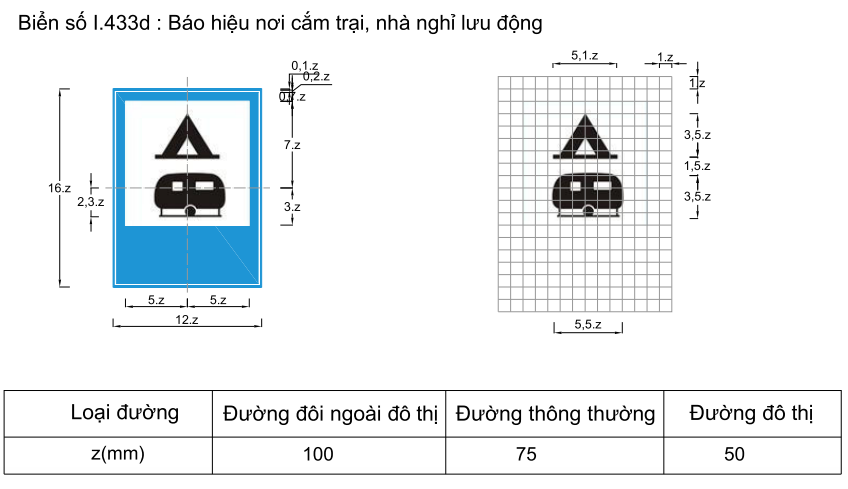 Biển số I.433d : Báo hiệu nơi cắm trại, nhà nghỉ lưu động
0,1.z
0,2.z
0,7.z
7.z
16.z
2,3.z
3.z
5.z 5.z
12.z
5,1.z 1.z
1.z
3,5.z
1,5.z
3,5.z
5,5.z
Loại đường Đường đôi ngoài đô thị Đường thông thường Đường đô thị
z(mm) 100 75 50